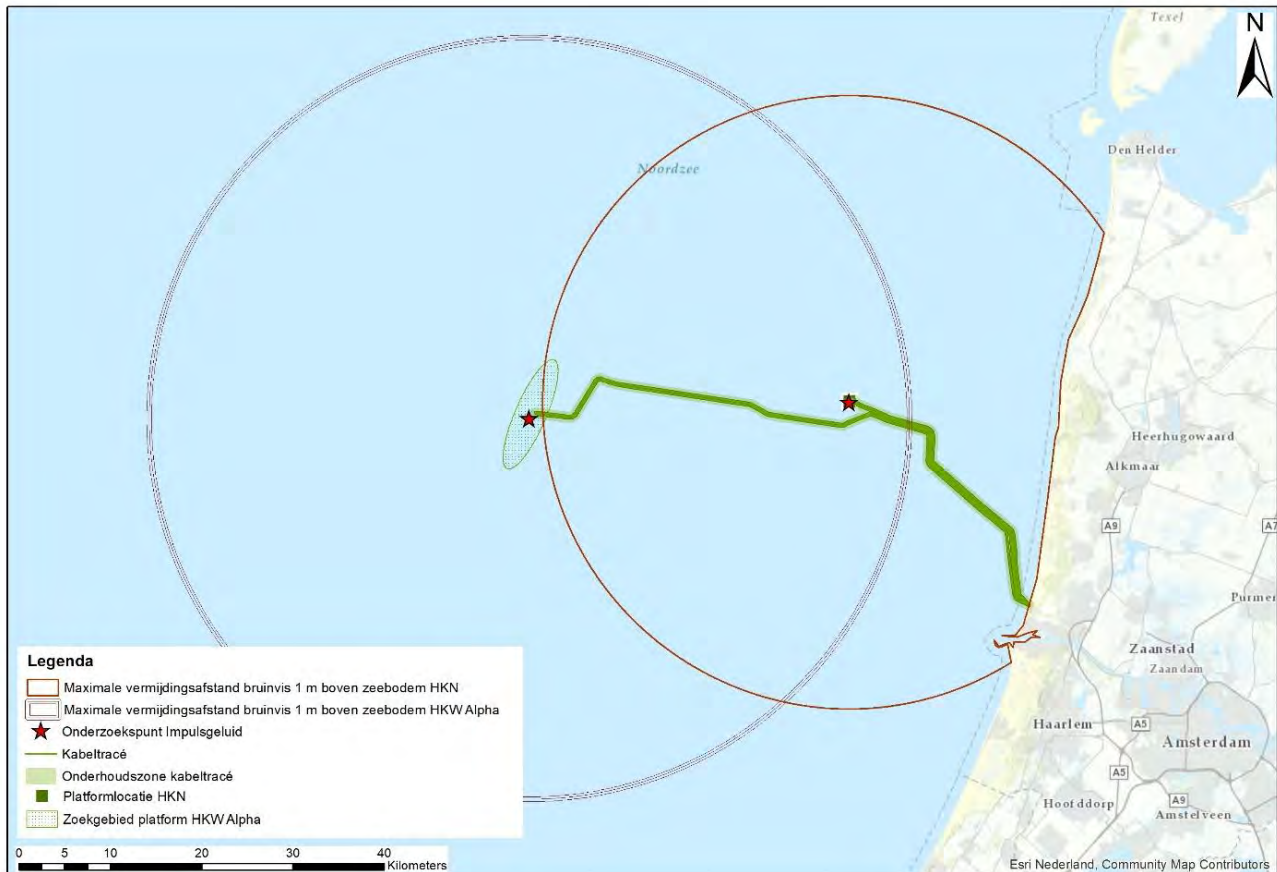 Texel
N
Den Helder
Noordzee
Heerhugowaard
Alkmaar
A9
A7
Purmer
Zaanstad
Zaandam
Haarlem
A5
Amsterdam
A5
A9
Hoofddorp
Amstelveen
Legenda
Maximale vermijdingsafstand bruinvis 1 m boven zeebodem HKN
Maximale vermijdingsafstand bruinvis 1 m boven zeebodem HKW Alpha
Onderzoekspunt Impulsgeluid
Kabeltracé
Onderhoudszone kabeltracé
Platformlocatie HKN
Zoekgebied platform HKW Alpha
0 5 10 20 30 40
Kilometers
Esri Nederland, Community Map Contributors